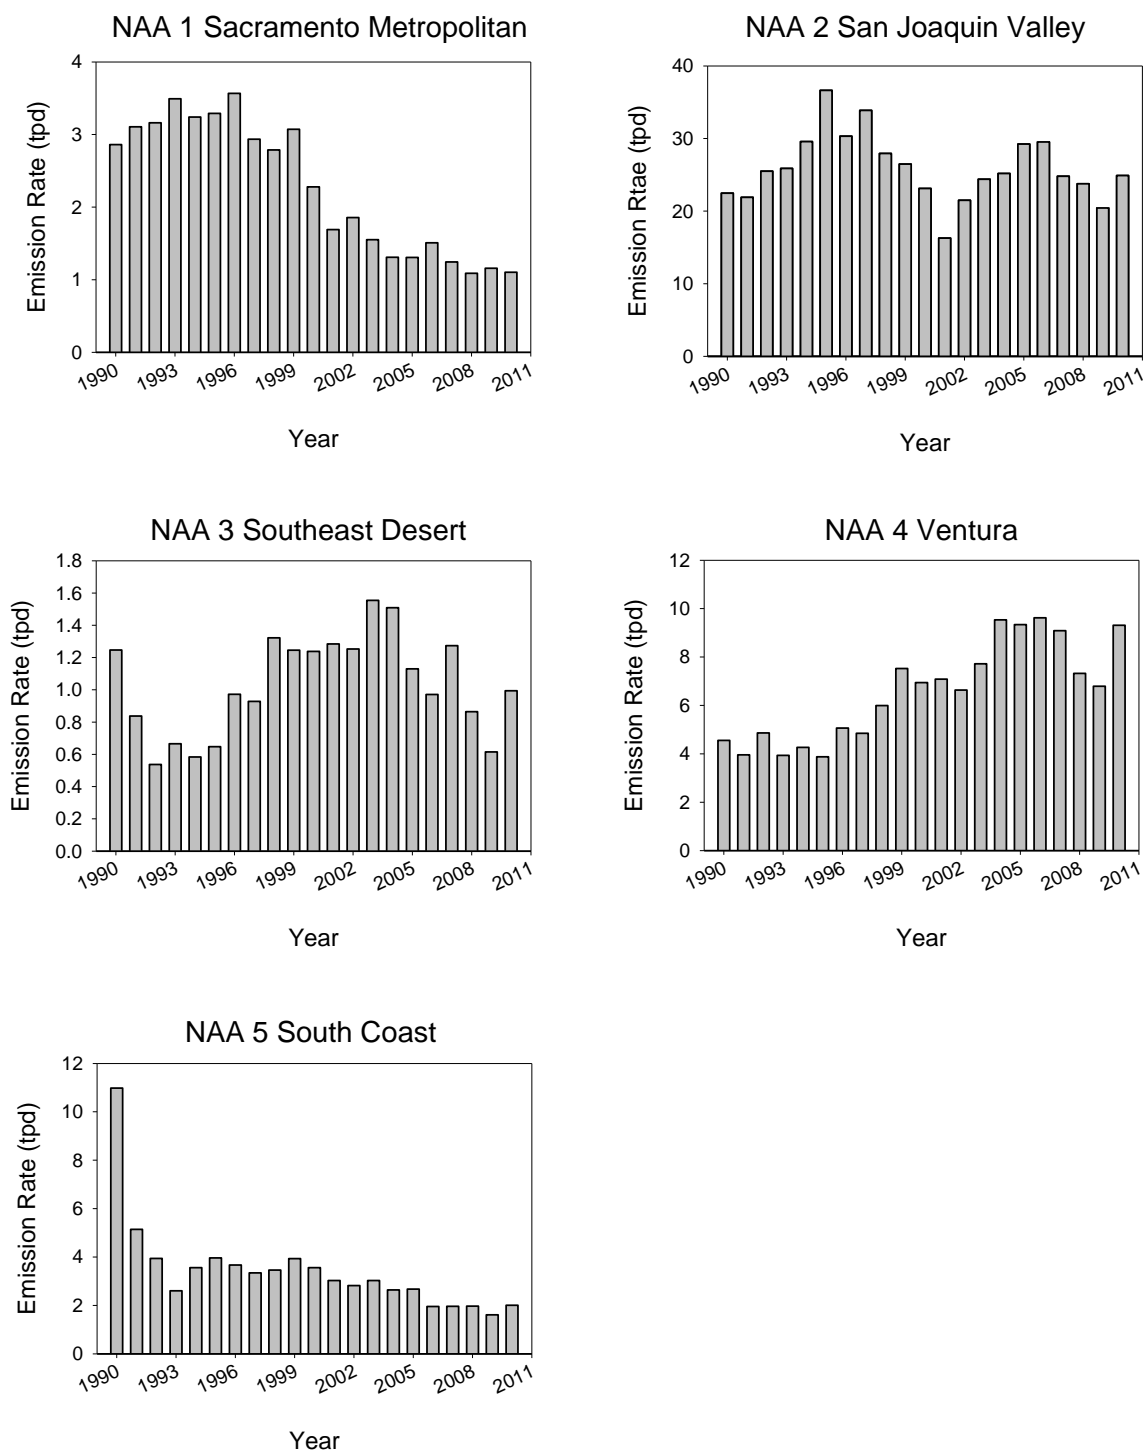 NAA 1 Sacramento Metropolitan
Emission Rate (tpd)
4
3
2
1
0
1990 1993 1996 1999 2002 2005 2008 2011
Year
NAA 2 San Joaquin Valley
Emission Rtae (tpd)
40
30
20
10
0
1990 1993 1996 1999 2002 2005 2008 2011
Year
NAA 3 Southeast Desert
Emission Rate (tpd)
1.8
1.6
1.4
1.2
1.0
0.8
0.6
0.4
0.2
0.0
1990 1993 1996 1999 2002 2005 2008 2011
Year
NAA 4 Ventura
Emission Rate (tpd)
12
10
8
6
4
2
0
1990 1993 1996 1999 2002 2005 2008 2011
Year
NAA 5 South Coast
Emission Rate (tpd)
12
10
8
6
4
2
0
1990 1993 1996 1999 2002 2005 2008 2011
Year